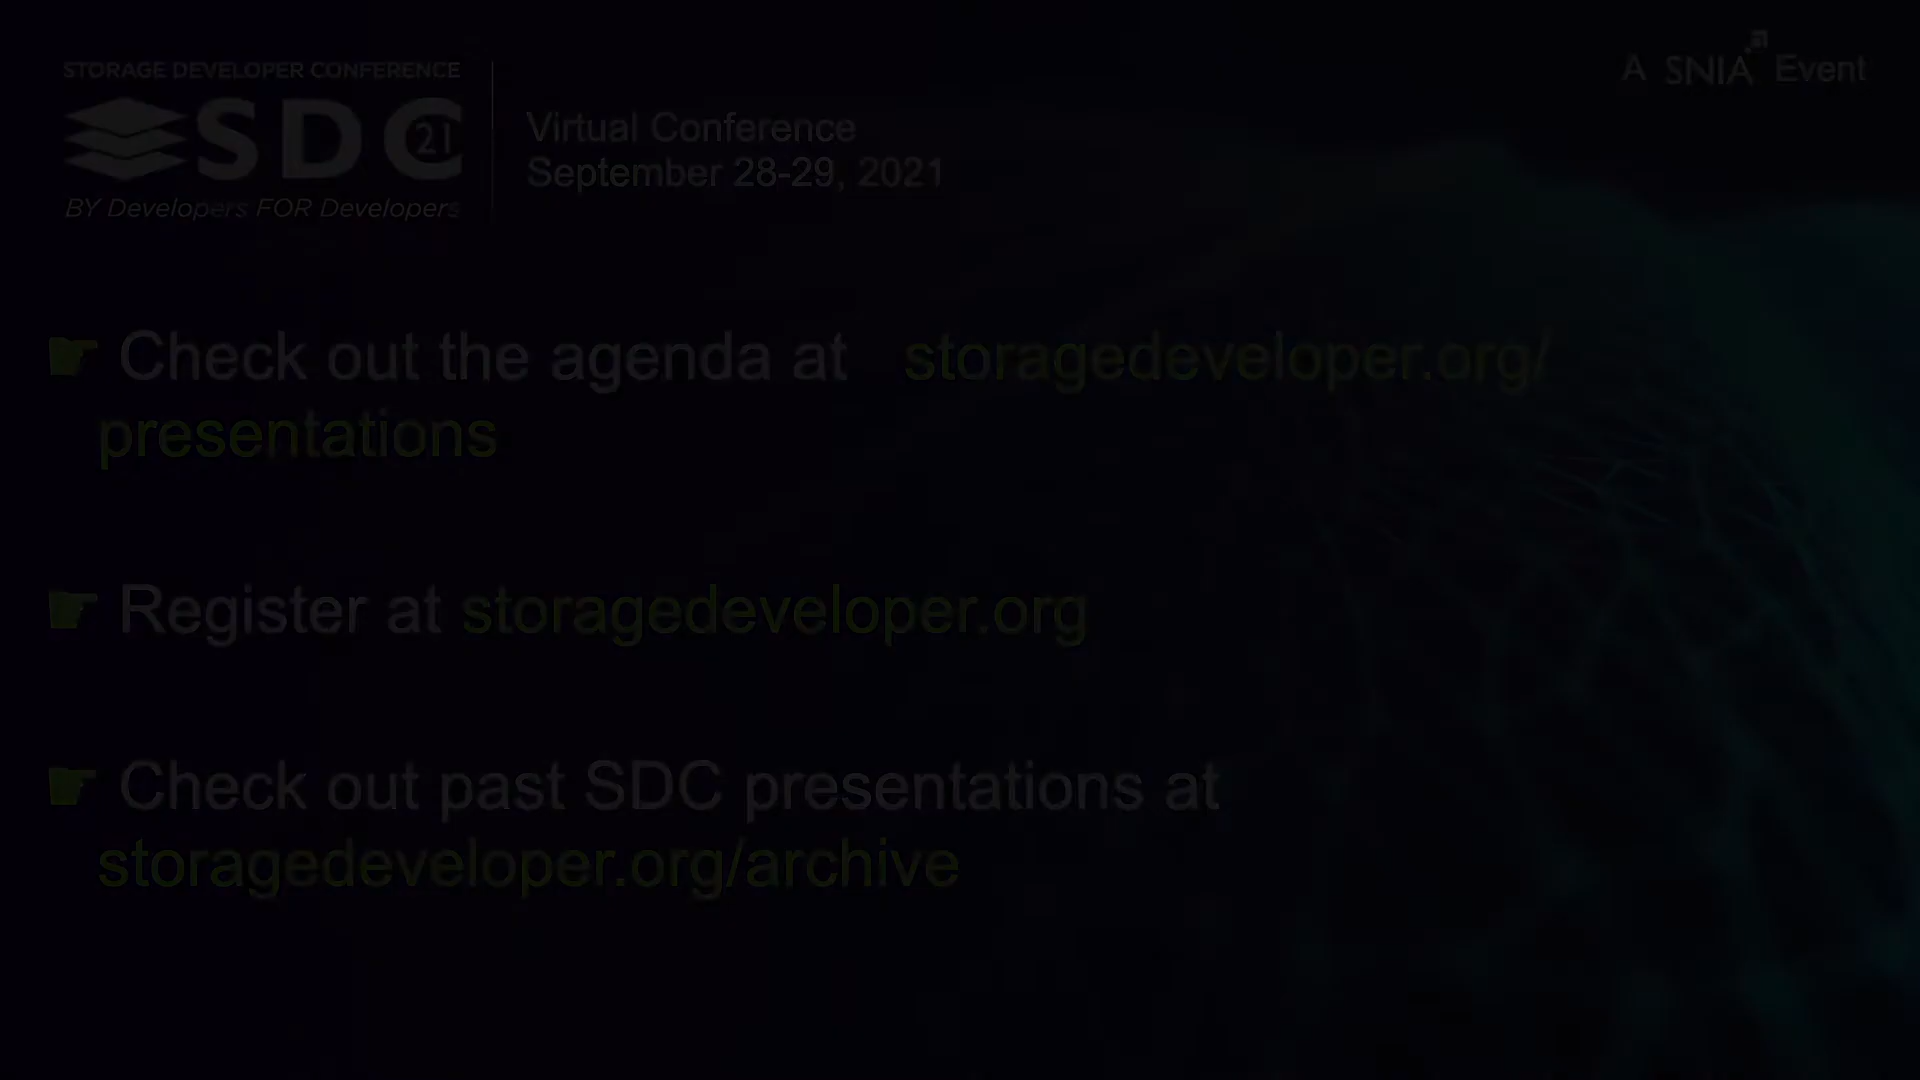 STORAGE DEVELOPER CONFERENCE
SDC 21
BY Developers FOR Developers
Virtual Conference
September 28-29, 2021
A SNIA Event
☛ Check out the agenda at storagedeveloper.org/
presentations
☛ Register at storagedeveloper.org
☛ Check out past SDC presentations at
storagedeveloper.org/archive